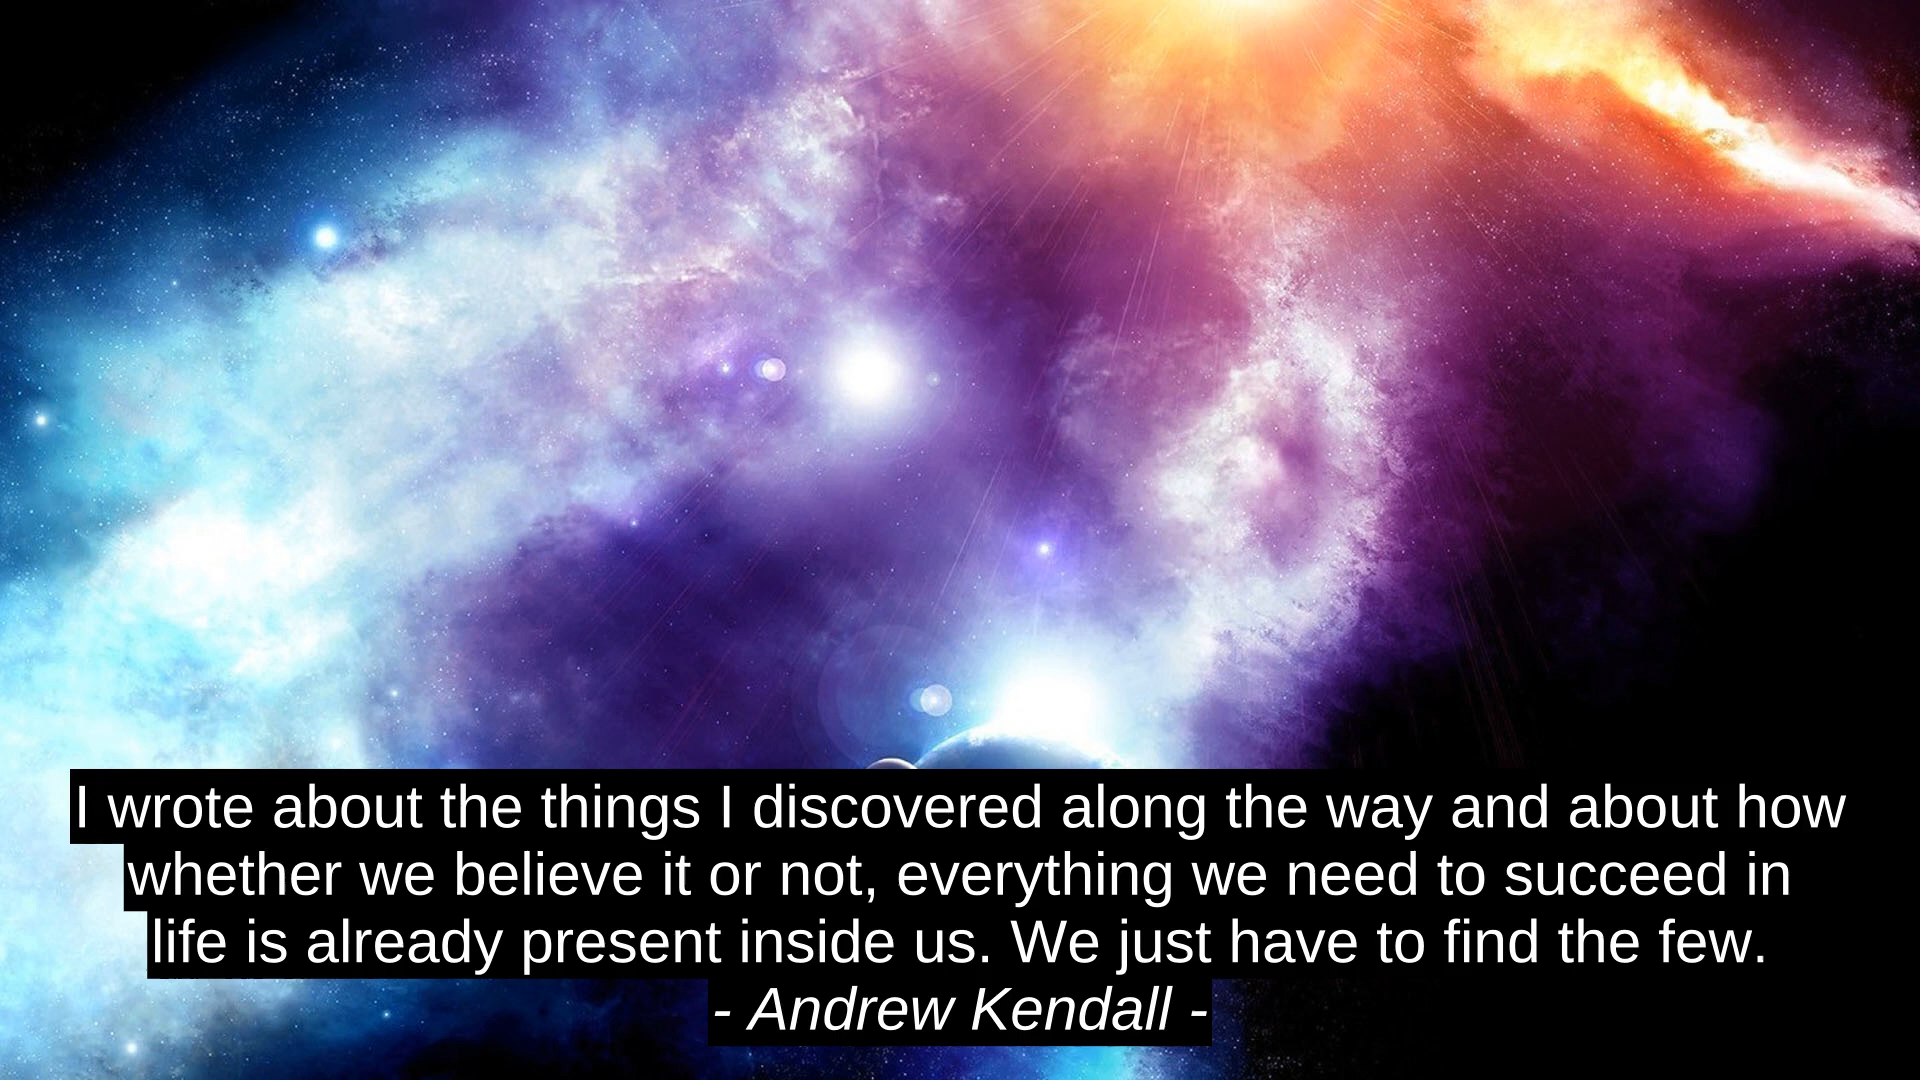 I wrote about the things I discovered along the way and about how
whether we believe it or not, everything we need to succeed in
life is already present inside us. We just have to find the few.
- Andrew Kendall -